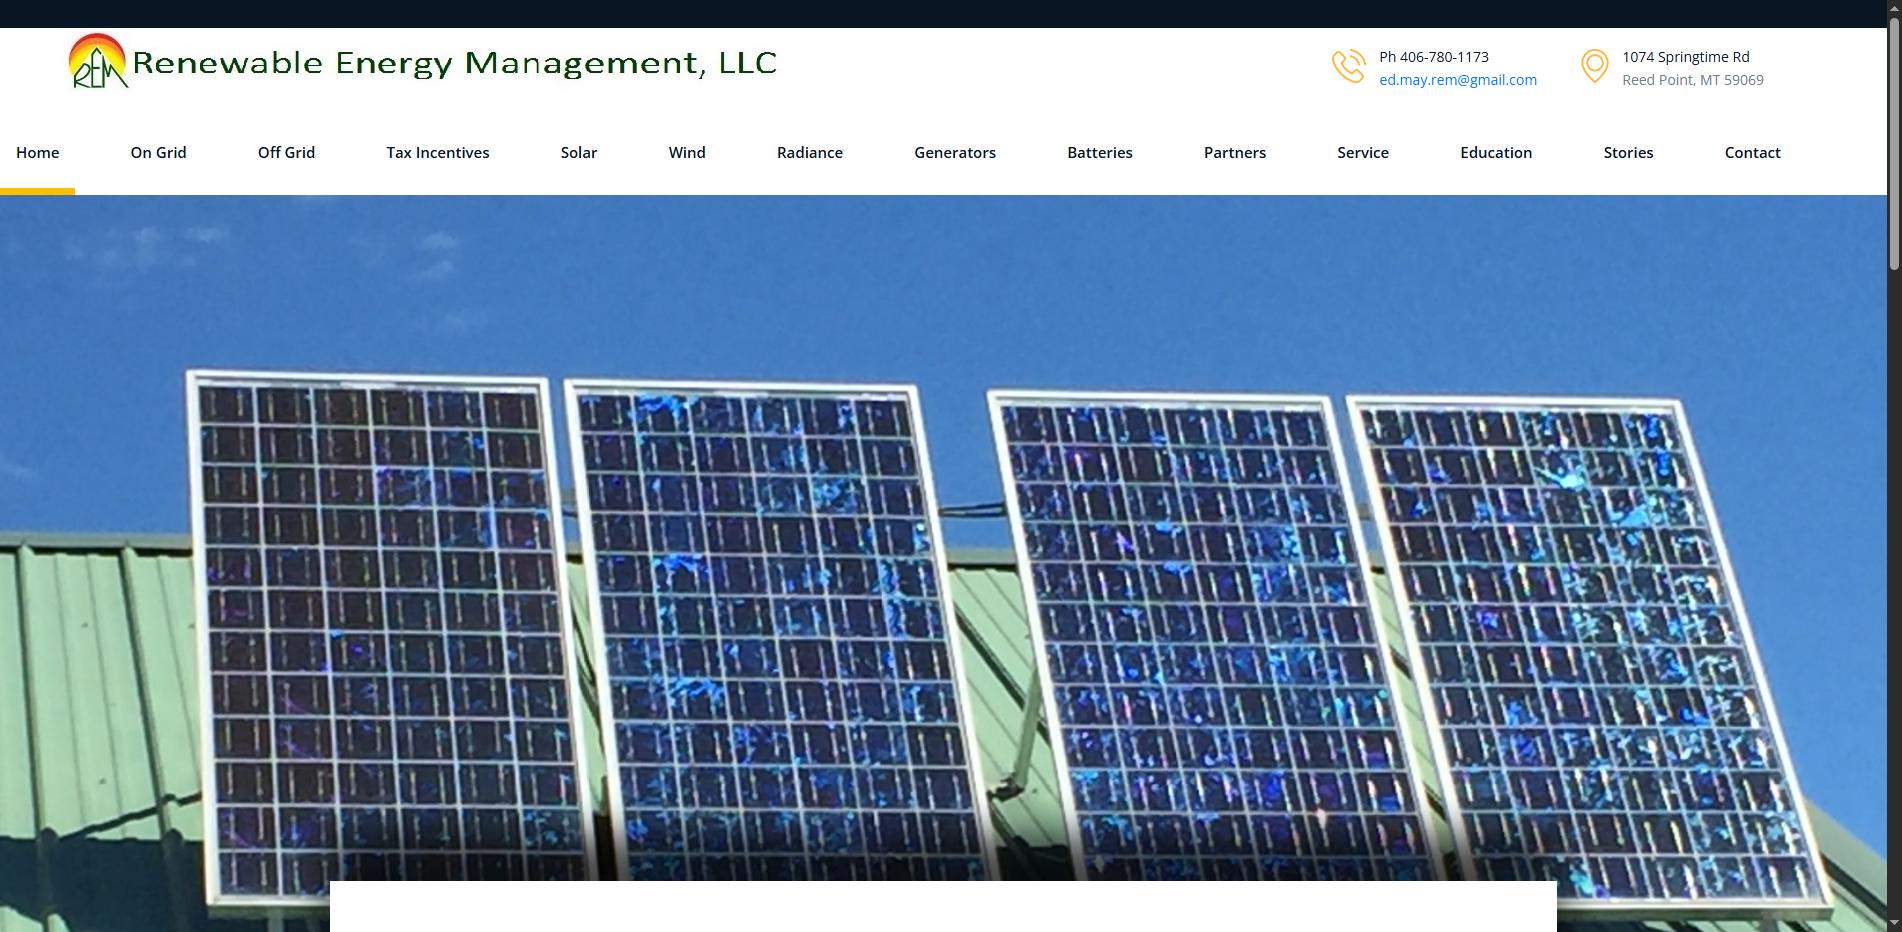 REM Renewable Energy Management, LLC
Ph 406-780-1173
ed.may.rem@gmail.com
1074 Springtime Rd
Reed Point, MT 59069
Home On Grid Off Grid Tax Incentives Solar Wind Radiance Generators Batteries Partners Service Education Stories Contact